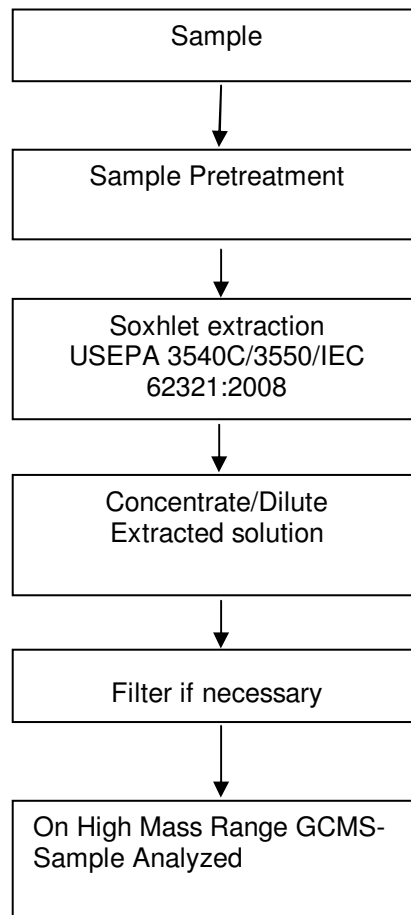 Sample
Sample Pretreatment
Soxhlet extraction
USEPA 3540C/3550/IEC
62321:2008
Concentrate/Dilute
Extracted solution
Filter if necessary
On High Mass Range GCMS-
Sample Analyzed